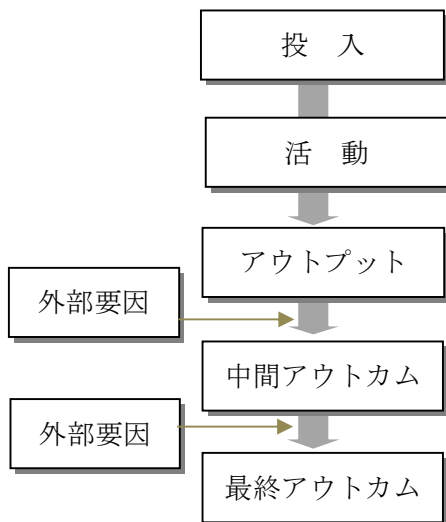 投　入
活　動
アウトプット
外部要因
中間アウトカム
外部要因
最終アウトカム